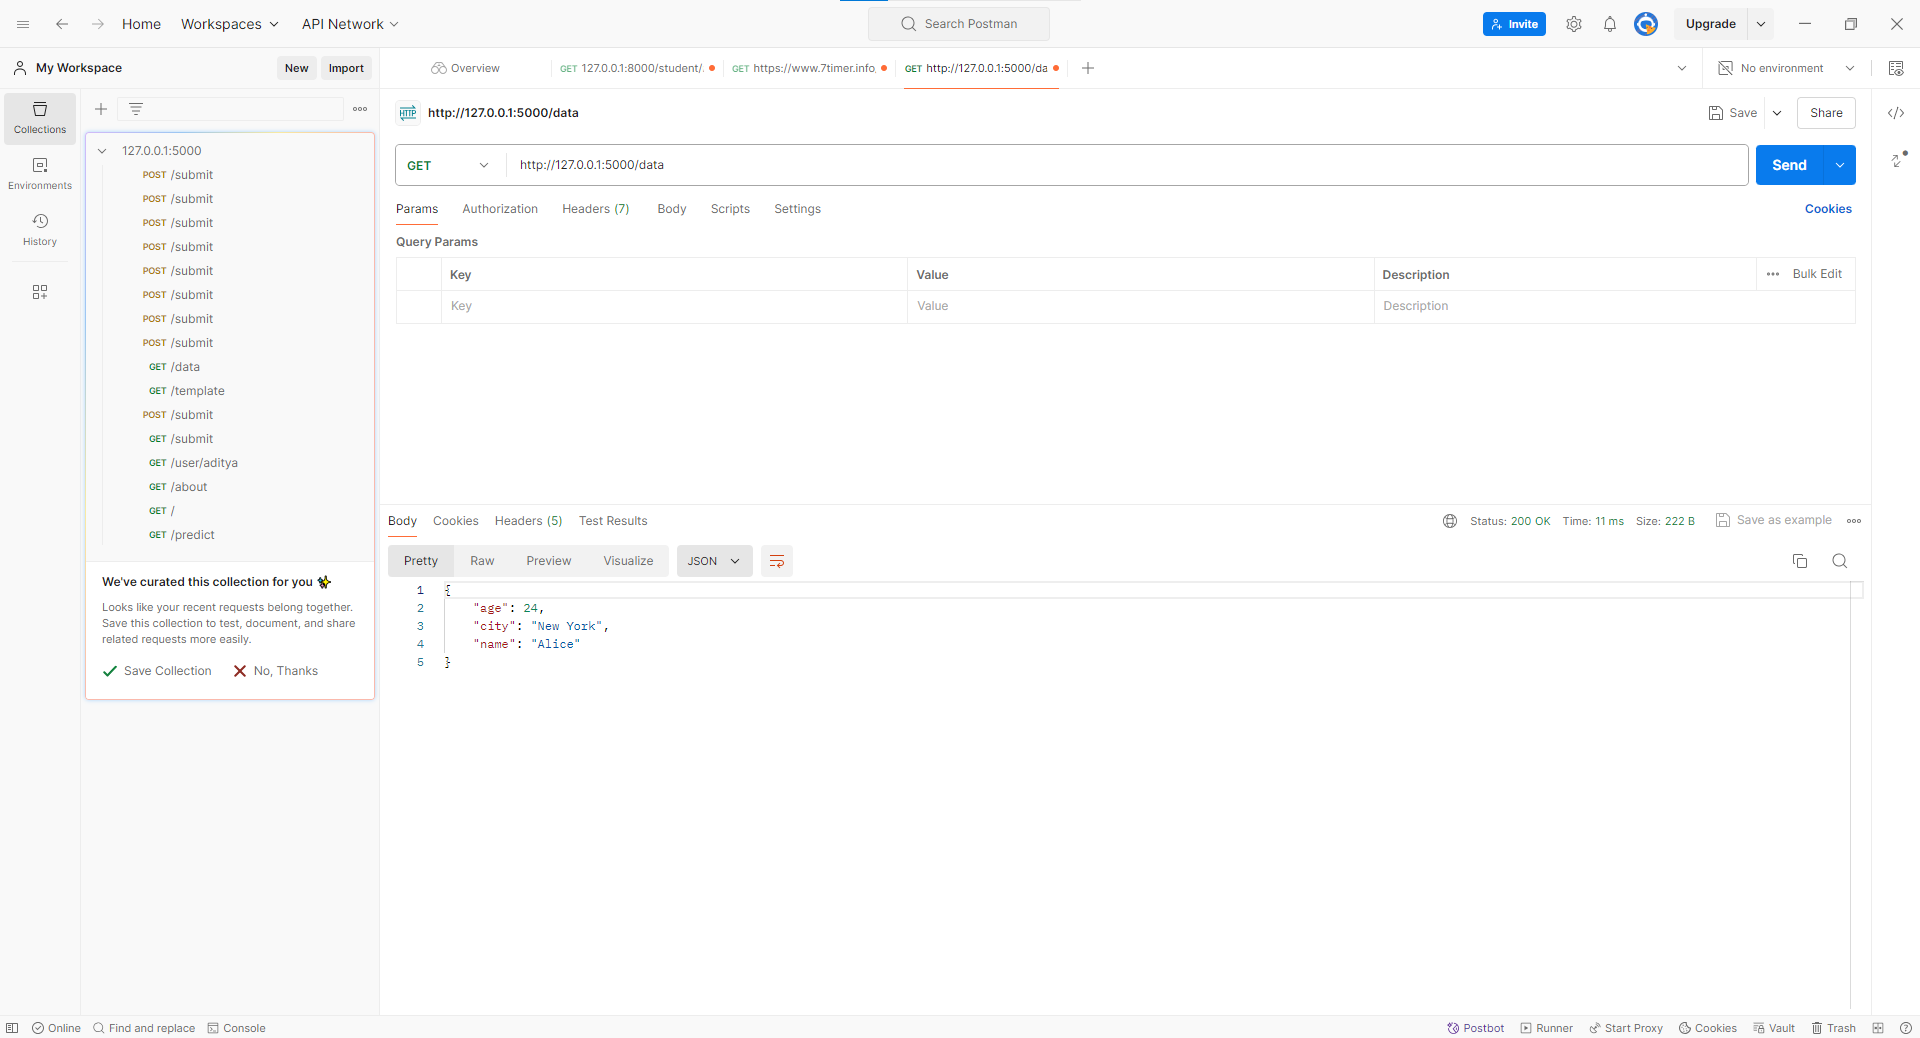 Home Workspaces API Network Search Postman Invite Upgrade
My Workspace New Import Overview GET 127.0.0.1:8000/student/. GET https://www.7timer.info, GET http://127.0.0.1:5000/da No environment
Collections
Environments
History
127.0.0.1:5000
POST /submit
POST /submit
POST /submit
POST /submit
POST /submit
POST /submit
POST /submit
POST /submit
GET /data
GET /template
POST /submit
GET /submit
GET /user/aditya
GET /about
GET /
GET /predict
We've curated this collection for you
Looks like your recent requests belong together.
Save this collection to test, document, and share
related requests more easily.
Save Collection No, Thanks
HTTP http://127.0.0.1:5000/data Save Share
GET http://127.0.0.1:5000/data Send
Params Authorization Headers (7) Body Scripts Settings Cookies
Query Params
Key Value Description Bulk Edit
Key Value Description
Body Cookies Headers (5) Test Results Status: 200 OK Time: 11 ms Size: 222 B Save as example
Pretty Raw Preview Visualize JSON
1 {
2 "age": 24,
3 "city": "New York",
4 "name": "Alice"
5 }
Online Find and replace Console Postbot Runner Start Proxy Cookies Vault Trash